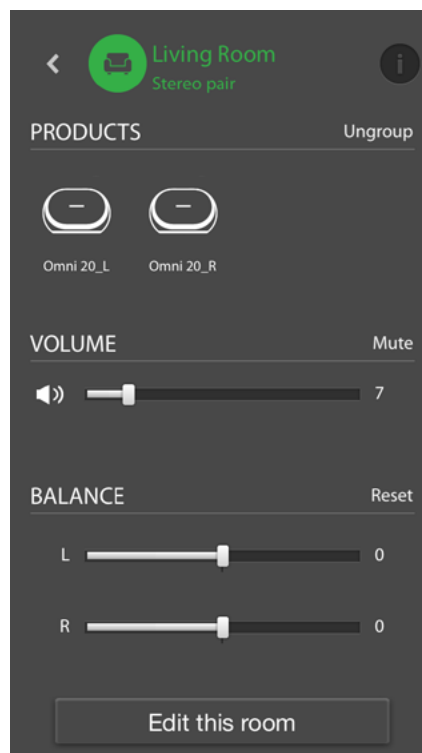 Living Room
Stereo pair
i
PRODUCTS Ungroup
Omni 20_L Omni 20_R
VOLUME Mute
7
BALANCE Reset
L 0
R 0
Edit this room